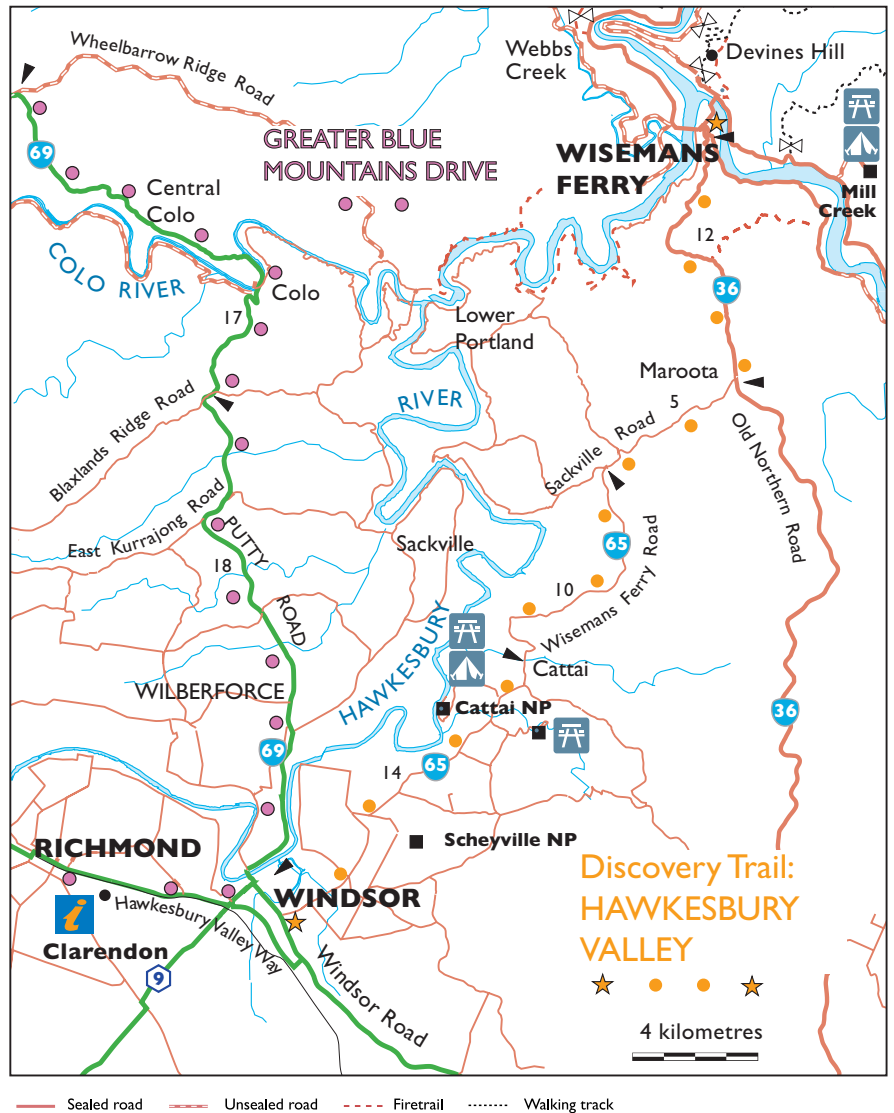 Wheelbarrow Ridge Road
Webbs
Creek
Devines Hill
69
GREATER BLUE
MOUNTAINS DRIVE
WISEMANS
FERRY
Mill
Creek
Central
Colo
COLO RIVER
Colo
12
36
17
Lower
Portland
Maroota
RIVER
5
Blaxlands Ridge Road
Sackville Road
Old Northern Road
East Kurrajong Road
PUTTY
ROAD
Sackville
65
18
10
Wisemans Ferry Road
HAWKESBURY
Cattai
WILBERFORCE
Cattai NP
36
69
65
14
RICHMOND
Scheyville NP
WINDSOR
i
Hawkesbury Valley Way
Clarendon
9
Windsor Road
Discovery Trail:
HAWKESBURY
VALLEY
4 kilometres
Sealed road
Unsealed road
Firetrail
Walking track